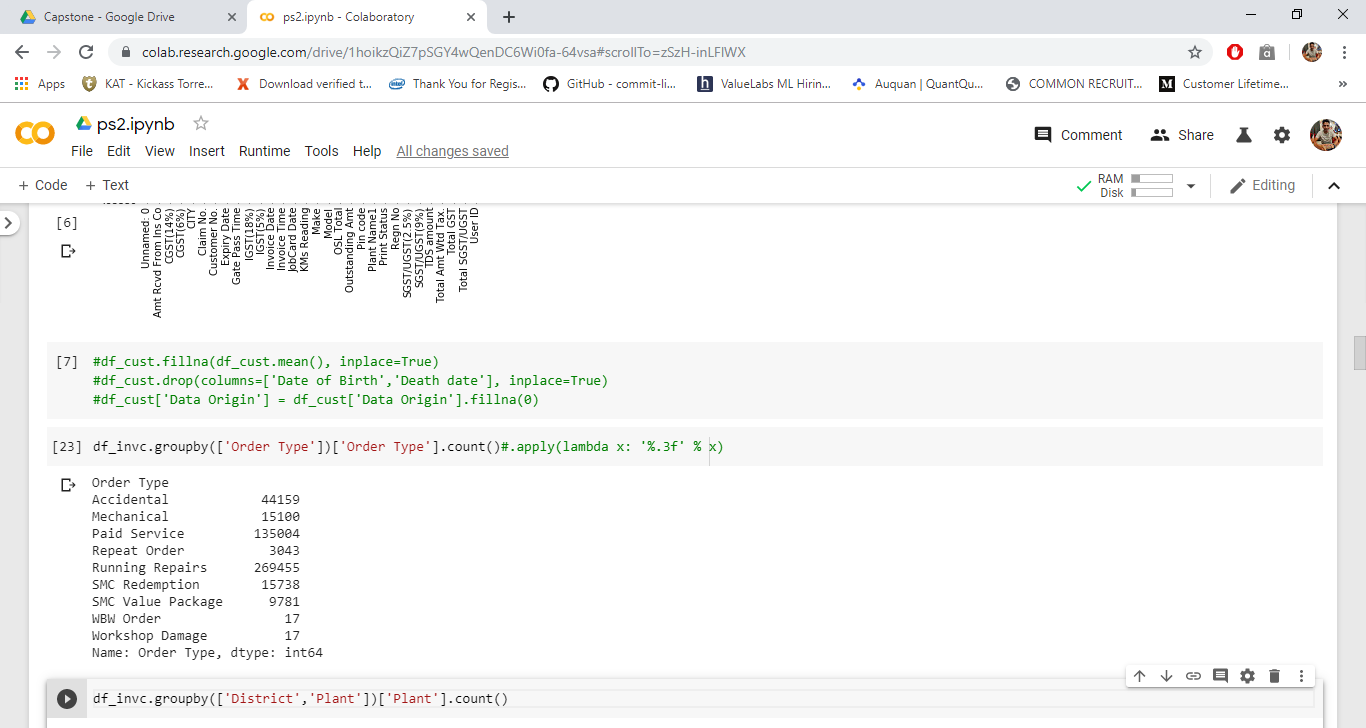 Capstone - Google Drive
ps2.ipynb - Colaboratory
colab.research.google.com/drive/1hoikzQiZ7pSGY4wQenDC6Wi0fa-64vsa#scrollTo=zSzH-inLFIWX
Apps
KAT - Kickass Torre...
Download verified t...
Thank You for Regis...
GitHub - commit-li...
ValueLabs ML Hirin...
Auquan | QuantQu...
COMMON RECRUIT...
Customer Lifetime...
ps2.ipynb
Comment
Share
File Edit View Insert Runtime Tools Help All changes saved
+ Code + Text
RAM
Disk
Editing
[6]
Unnamed: 0
Amt Rcvd From Ins Co
CGST(14%)
CGST(6%)
CITY
Claim No.
Customer No.
Expiry Date
Gate Pass Time
IGST(18%)
IGST(5%)
Invoice Date
Invoice Time
JobCard Date
KMs Reading
Make
Model
OSL Total
Outstanding Amt
Pin code
Plant Name1
Print Status
Regn No
SGST/UGST(2.5%)
SGST/UGST(9%)
TDS amount
Total Amt Wtd Tax.
Total GST
Total SGST/UGST
User ID
[7] #df_cust.fillna(df_cust.mean(), inplace=True)
#df_cust.drop(columns=['Date of Birth','Death date'], inplace=True)
#df_cust['Data Origin'] = df_cust['Data Origin'].fillna(0)
[23] df_invc.groupby(['Order Type'])['Order Type'].count()#.apply(lambda x: '%.3f' % x)
Order Type
Accidental 44159
Mechanical 15100
Paid Service 135004
Repeat Order 3043
Running Repairs 269455
SMC Redemption 15738
SMC Value Package 9781
WBW Order 17
Workshop Damage 17
Name: Order Type, dtype: int64
df_invc.groupby(['District','Plant'])['Plant'].count()